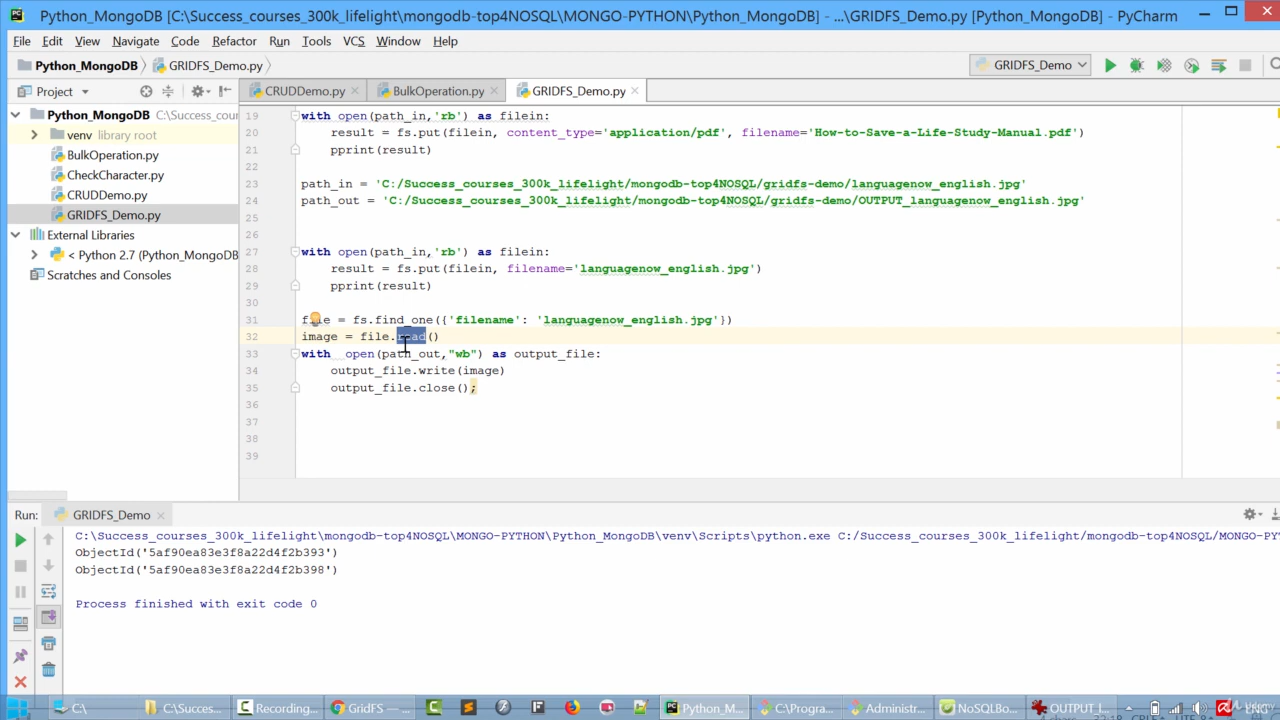 Python_MongoDB [C:\Success_courses_300k_lifelight\mongodb-top4NOSQL\MONGO-PYTHON\Python_MongoDB] - ...\GRIDFS_Demo.py [Python_MongoDB] - PyCharm
File Edit View Navigate Code Refactor Run Tools VCS Window Help
Python_MongoDB GRIDFS_Demo.py GRIDFS_Demo
Project CRUDDemo.py BulkOperation.py GRIDFS_Demo.py
Python_MongoDB C:\Success_cour
venv library root
BulkOperation.py
CheckCharacter.py
CRUDDemo.py
GRIDFS_Demo.py
External Libraries
< Python 2.7 (Python_MongoDB
Scratches and Consoles
19 with open(path_in,'rb') as filein:
20 result = fs.put(filein, content_type='application/pdf', filename='How-to-Save-a-Life-Study-Manual.pdf')
21 pprint(result)
22
23 path_in = 'C:/Success_courses_300k_lifelight/mongodb-top4NOSQL/gridfs-demo/languagenow_english.jpg'
24 path_out = 'C:/Success_courses_300k_lifelight/mongodb-top4NOSQL/gridfs-demo/OUTPUT_languagenow_english.jpg'
25
26
27 with open(path_in,'rb') as filein:
28 result = fs.put(filein, filename='languagenow_english.jpg')
29 pprint(result)
30
31 file = fs.find_one({'filename': 'languagenow_english.jpg'})
32 image = file.read()
33 with open(path_out,"wb") as output_file:
34 output_file.write(image)
35 output_file.close();
36
37
38
39
Run: GRIDFS_Demo
C:\Success_courses_300k_lifelight\mongodb-top4NOSQL\MONGO-PYTHON\Python_MongoDB\venv\Scripts\python.exe C:/Success_courses_300k_lifelight/mongodb-top4NOSQL/MONGO-PYT
ObjectId('5af90ea83e3f8a22d4f2b393')
ObjectId('5af90ea83e3f8a22d4f2b398')
Process finished with exit code 0
C:\ C:\Succes... Recording... GridFS — ... Python_M... C:\Progra... Administr... NoSQLBo... OUTPUT_l... ENG